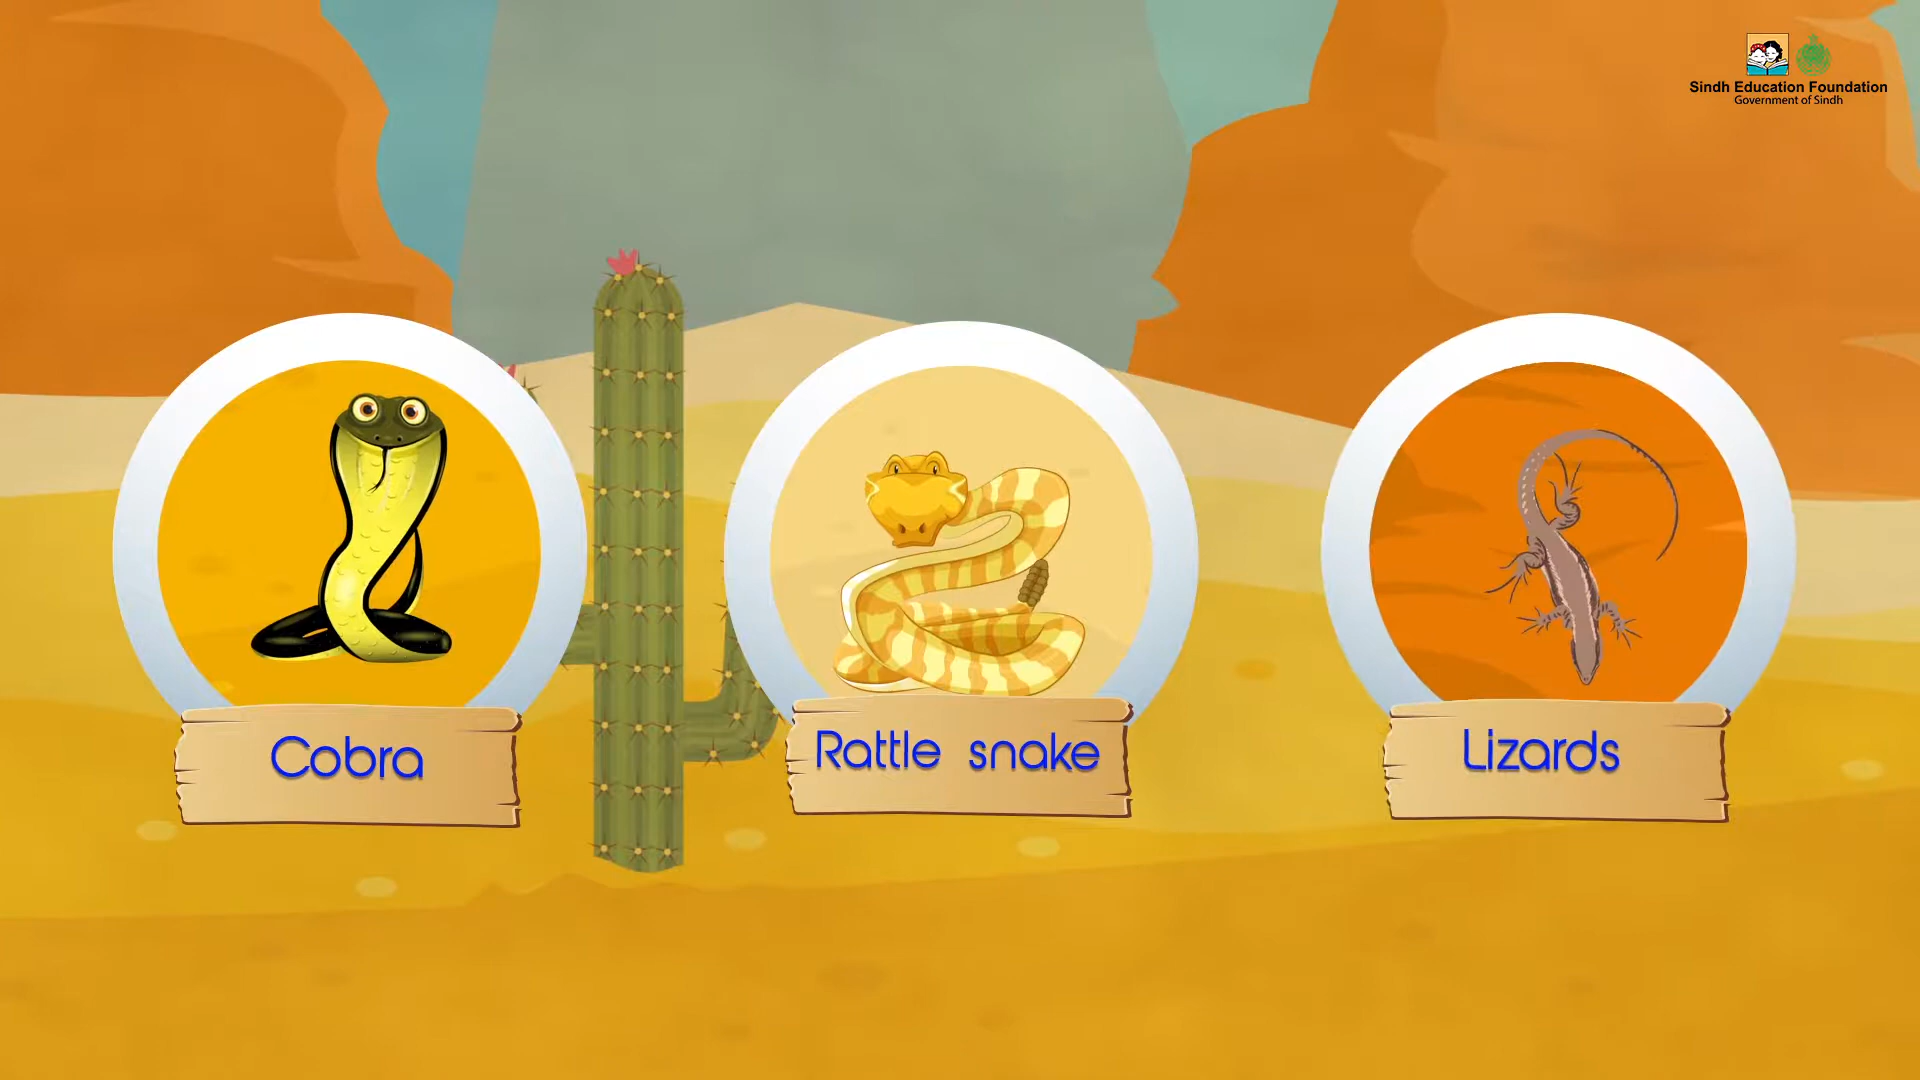 Sindh Education Foundation
Government of Sindh
Cobra
Rattle snake
Lizards